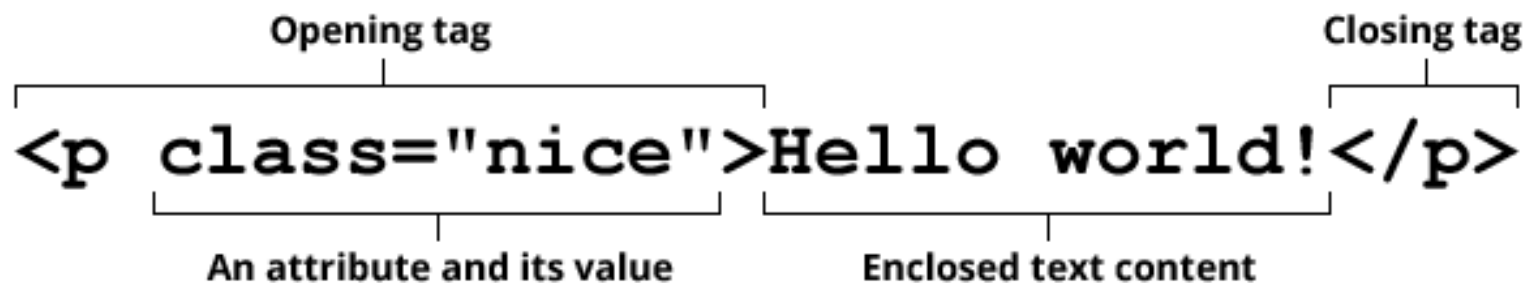 Opening tag
Closing tag
<p class="nice">Hello world!</p>
An attribute and its value
Enclosed text content